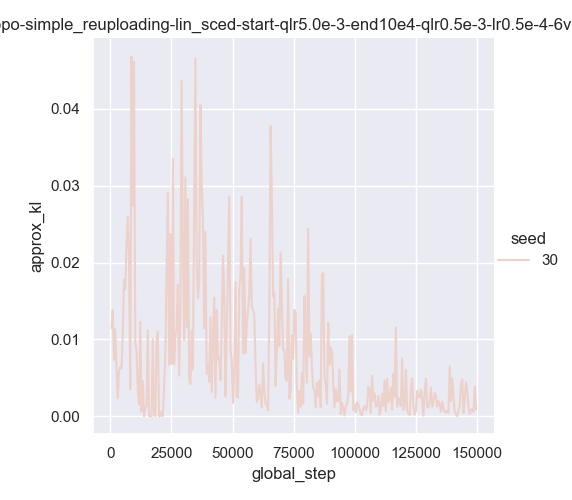 po-simple_reuploading-lin_sced-start-qlr5.0e-3-end10e4-qlr0.5e-3-lr0.5e-4-6v
0.04
0.03
0.02
0.01
0.00
approx_kl
0 25000 50000 75000 100000 125000 150000
global_step
seed
30